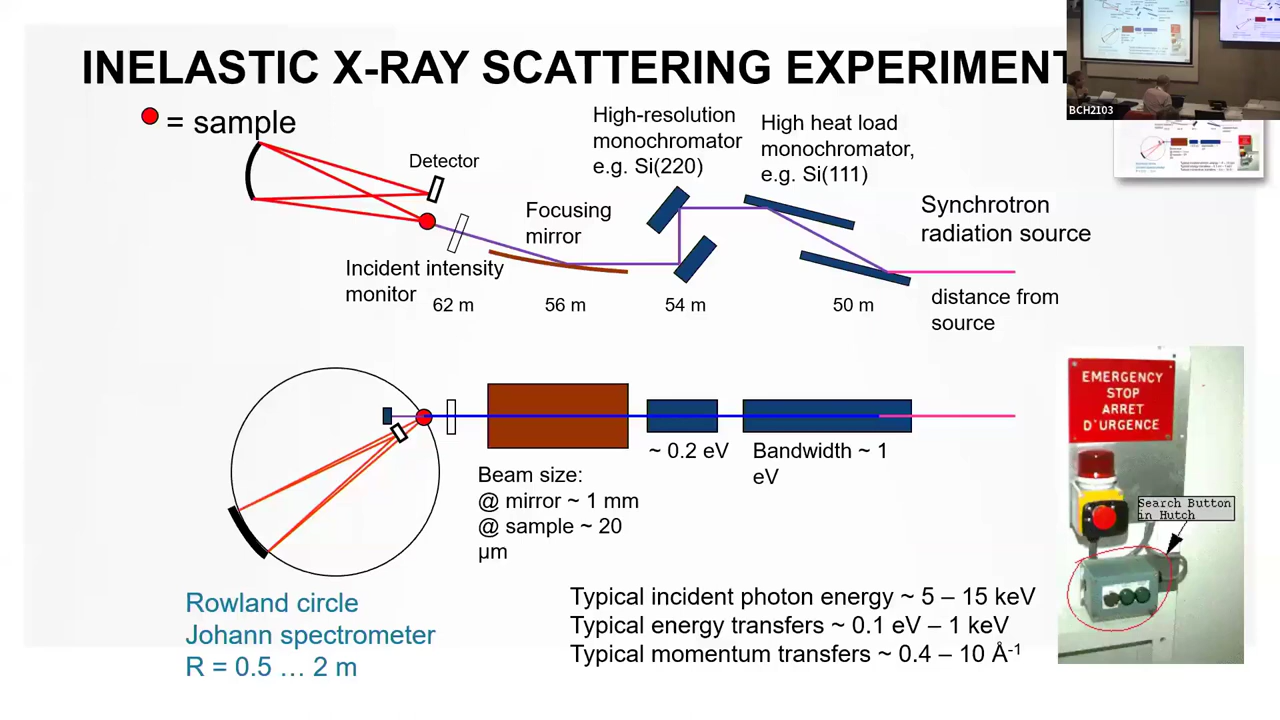 INELASTIC X-RAY SCATTERING EXPERIMENT
= sample
Detector
High-resolution
monochromator
e.g. Si(220)
High heat load
monochromator,
e.g. Si(111)
Focusing
mirror
Synchrotron
radiation source
Incident intensity
monitor
62 m
56 m
54 m
50 m
distance from
source
~ 0.2 eV
Bandwidth ~ 1
eV
Beam size:
@ mirror ~ 1 mm
@ sample ~ 20
µm
Rowland circle
Johann spectrometer
R = 0.5 … 2 m
Typical incident photon energy ~ 5 – 15 keV
Typical energy transfers ~ 0.1 eV – 1 keV
Typical momentum transfers ~ 0.4 – 10 Å-1
BCH2103
EMERGENCY
STOP
ARRET
D'URGENCE
Search Button
in Hutch